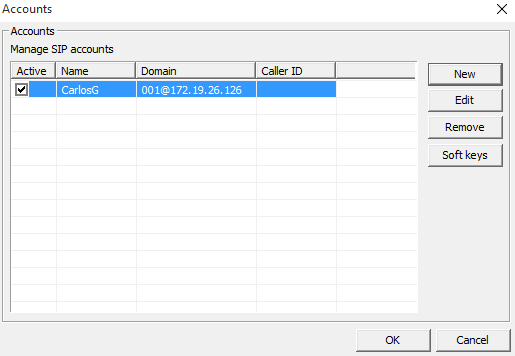 Accounts
Accounts
Manage SIP accounts
Active Name Domain Caller ID
CarlosG 001@172.19.26.126
New
Edit
Remove
Soft keys
OK Cancel